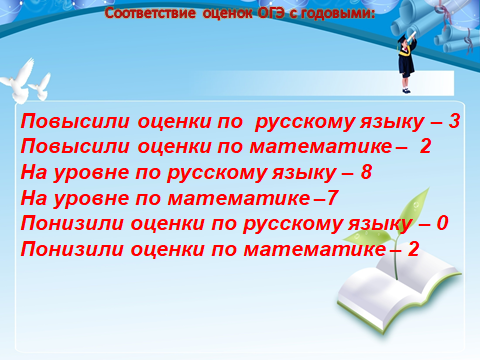 Соответствие оценок ОГЭ с годовыми:
Повысили оценки по русскому языку – 3
Повысили оценки по математике – 2
На уровне по русскому языку – 8
На уровне по математике –7
Понизили оценки по русскому языку – 0
Понизили оценки по математике – 2